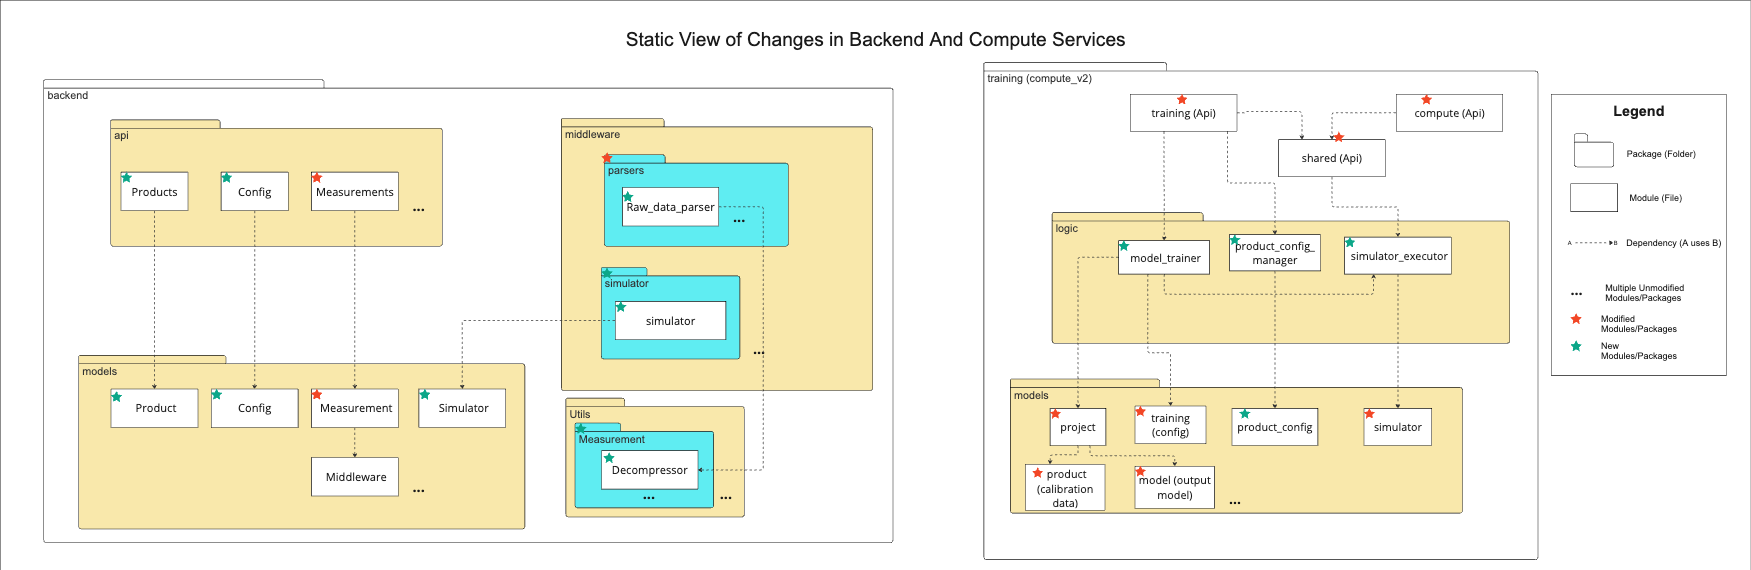 Static View of Changes in Backend And Compute Services
backend
api
Products
Config
Measurements
...
models
Product
Config
Measurement
Simulator
Middleware
...
middleware
parsers
Raw_data_parser
...
simulator
simulator
...
Utils
Measurement
Decompressor
...
...
training (compute_v2)
training (Api)
compute (Api)
shared (Api)
logic
model_trainer
product_config_
manager
simulator_executor
models
project
training
(config)
product_config
simulator
product
(calibration
data)
model (output
model)
...
Legend
Package (Folder)
Module (File)
A
B
Dependency (A uses B)
...
Multiple Unmodified
Modules/Packages
Modified
Modules/Packages
New
Modules/Packages